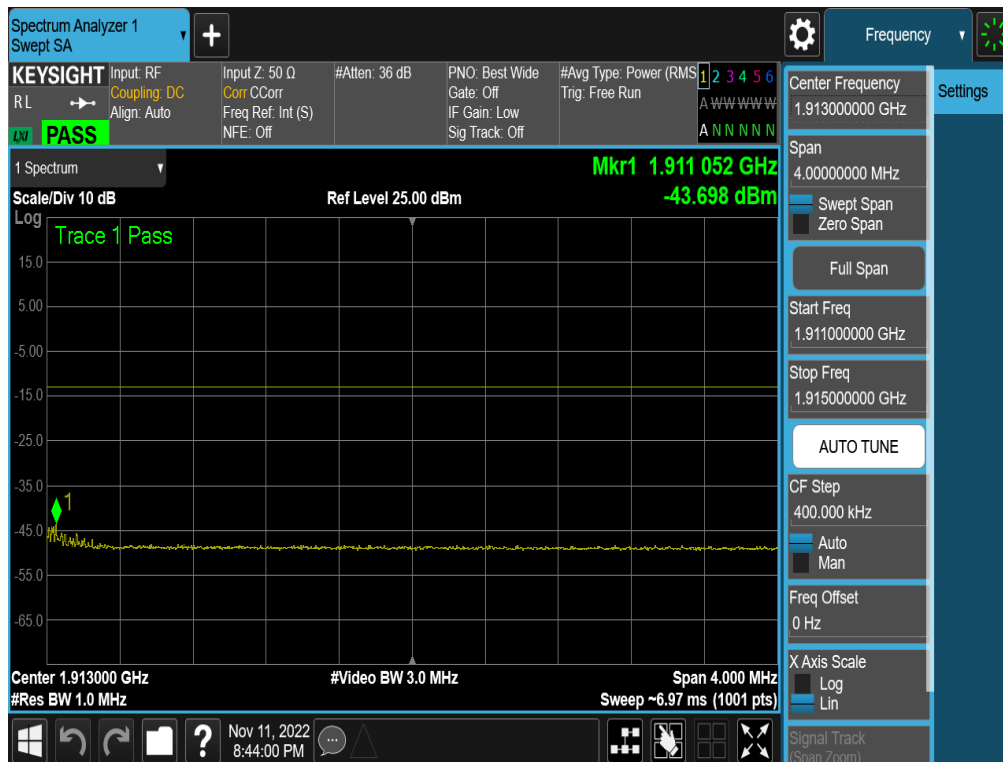 Spectrum Analyzer 1
Swept SA
+
Frequency
KEYSIGHT
RL
LXI PASS
Input: RF
Coupling: DC
Align: Auto
Input Z: 50 Ω
Corr CCorr
Freq Ref: Int (S)
NFE: Off
#Atten: 36 dB
PNO: Best Wide
Gate: Off
IF Gain: Low
Sig Track: Off
#Avg Type: Power (RMS
Trig: Free Run
1 2 3 4 5 6
A W W W W W
A N N N N N
Center Frequency
1.913000000 GHz
Settings
Span
4.00000000 MHz
Swept Span
Zero Span
Full Span
Start Freq
1.911000000 GHz
Stop Freq
1.915000000 GHz
AUTO TUNE
CF Step
400.000 kHz
Auto
Man
Freq Offset
0 Hz
X Axis Scale
Log
Lin
Signal Track
(Span Zoom)
1 Spectrum
Mkr1 1.911 052 GHz
Scale/Div 10 dB
Ref Level 25.00 dBm
-43.698 dBm
Log
Trace 1 Pass
15.0
5.00
-5.00
-15.0
-25.0
-35.0
1
-45.0
-55.0
-65.0
Center 1.913000 GHz
#Video BW 3.0 MHz
Span 4.000 MHz
#Res BW 1.0 MHz
Sweep ~6.97 ms (1001 pts)
?
Nov 11, 2022
8:44:00 PM